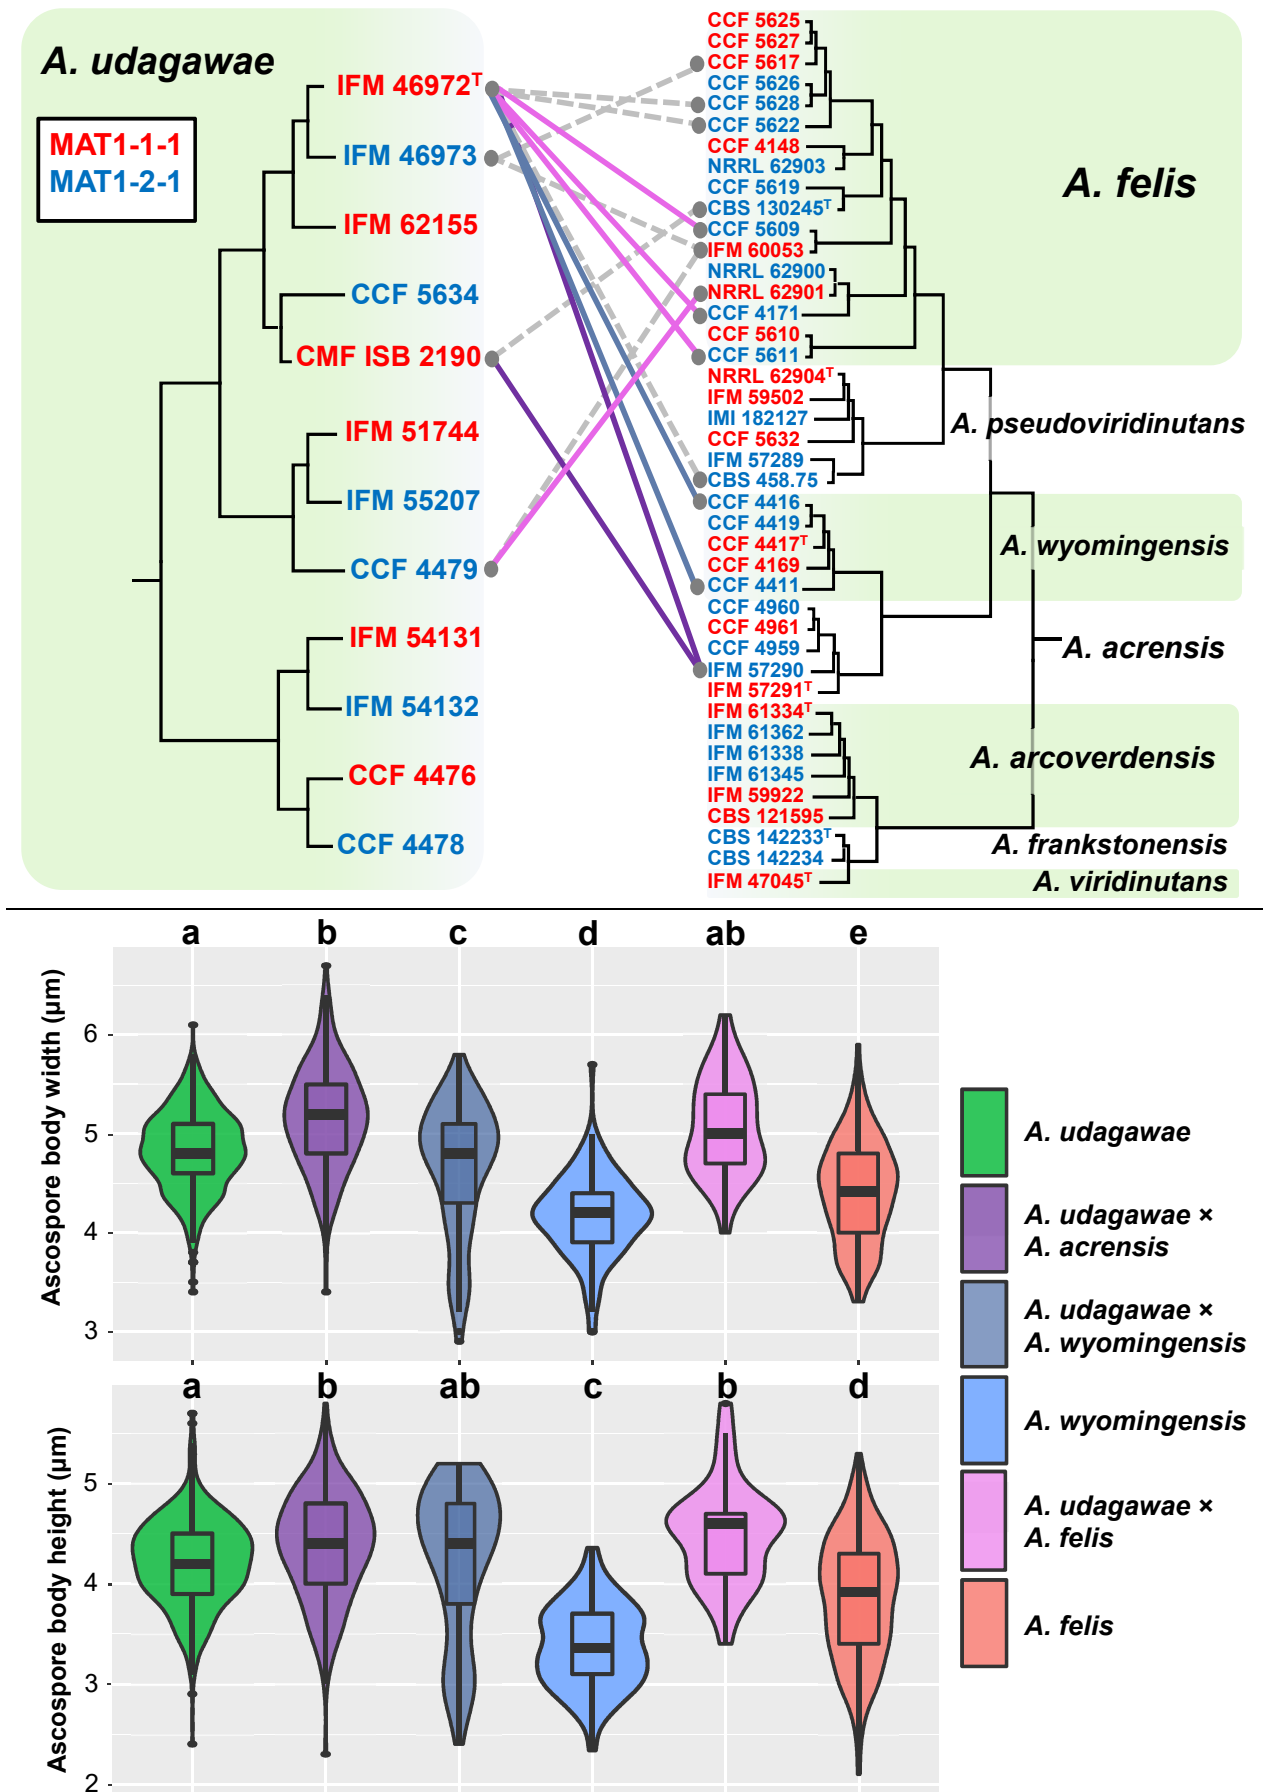 A. udagawae
MAT1-1-1
MAT1-2-1
IFM 46972T
IFM 46973
IFM 62155
CCF 5634
CMF ISB 2190
IFM 51744
IFM 55207
CCF 4479
IFM 54131
IFM 54132
CCF 4476
CCF 4478
CCF 5625
CCF 5627
CCF 5617
CCF 5626
CCF 5628
CCF 5622
CCF 4148
NRRL 62903
CCF 5619
CBS 130245T
CCF 5609
IFM 60053
NRRL 62900
NRRL 62901
CCF 4171
CCF 5610
CCF 5611
NRRL 62904T
IFM 59502
IMI 182127
CCF 5632
IFM 57289
CBS 458.75
CCF 4416
CCF 4419
CCF 4417T
CCF 4169
CCF 4411
CCF 4960
CCF 4961
CCF 4959
IFM 57290
IFM 57291T
IFM 61334T
IFM 61362
IFM 61338
IFM 61345
IFM 59922
CBS 121595
CBS 142233T
CBS 142234
IFM 47045T
A. felis
A. pseudoviridinutans
A. wyomingensis
A. acrensis
A. arcoverdensis
A. frankstonensis
A. viridinutans
a b c d ab e
Ascospore body width (µm)
6
5
4
3
a b ab c b d
Ascospore body height (µm)
5
4
3
2
A. udagawae
A. udagawae ×
A. acrensis
A. udagawae ×
A. wyomingensis
A. wyomingensis
A. udagawae ×
A. felis
A. felis